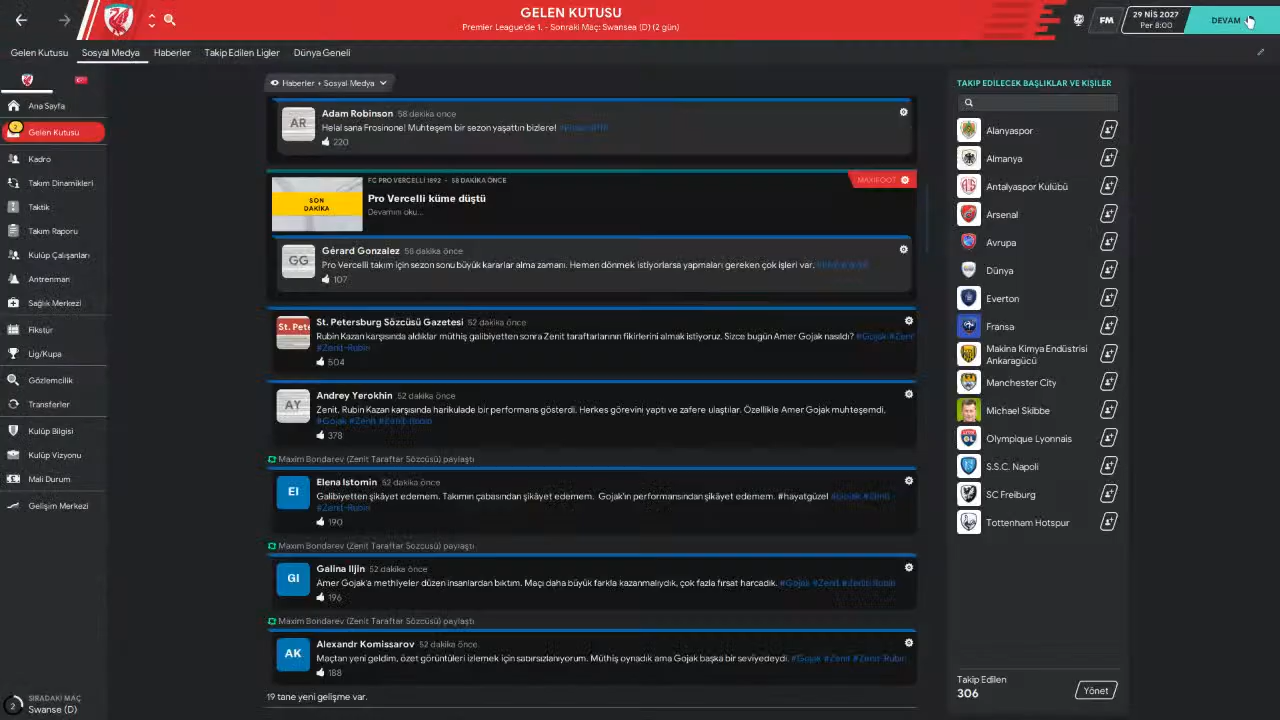 GELEN KUTUSU
Premier League'de 1. - Sonraki Maç: Swansea (D) (2 gün)
FM
29 NİS 2027
Per 8:00
DEVAM
Gelen Kutusu
Sosyal Medya
Haberler
Takip Edilen Ligler
Dünya Geneli
Ana Sayfa
2
Gelen Kutusu
Kadro
Takım Dinamikleri
Taktik
Takım Raporu
Kulüp Çalışanları
Antrenman
Sağlık Merkezi
Fikstür
Lig/Kupa
Gözlemcilik
Transferler
Kulüp Bilgisi
Kulüp Vizyonu
Mali Durum
Gelişim Merkezi
2
SIRADAKİ MAÇ
Swanse (D)
Haberler + Sosyal Medya
AR
Adam Robinson 58 dakika önce
Helal sana Frosinone! Muhteşem bir sezon yaşattın bizlere!
220
SON
DAKİKA
FC PRO VERCELLI 1892 - 58 DAKİKA ÖNCE
MAXIFOOT
Pro Vercelli küme düştü
Devamını oku...
GG
Gérard Gonzalez 58 dakika önce
Pro Vercelli takım için sezon sonu büyük kararlar alma zamanı. Hemen dönmek istiyorlarsa yapmaları gereken çok işleri var.
107
St. Pete
St. Petersburg Sözcüsü Gazetesi 52 dakika önce
Rubin Kazan karşısında aldıkları müthiş galibiyetten sonra Zenit taraftarlarının fikirlerini almak istiyoruz. Sizce bugün Amer Gojak nasıldı? #Gojak #Zenit
#Zenit-Rubin
504
AY
Andrey Yerokhin 52 dakika önce
Zenit, Rubin Kazan karşısında harikulade bir performans gösterdi. Herkes görevini yaptı ve zafere ulaştılar. Özellikle Amer Gojak muhteşemdi.
#Gojak #Zenit #Zenit-Rubin
378
Maxim Bondarev (Zenit Taraftar Sözcüsü) paylaştı
EI
Elena Istomin 52 dakika önce
Galibiyetten şikâyet edemem. Takımın çabasından şikâyet edemem. Gojak'ın performansından şikâyet edemem. #hayatgüzel #Gojak #Zenit
#Zenit-Rubin
190
Maxim Bondarev (Zenit Taraftar Sözcüsü) paylaştı
GI
Galina Iljin 52 dakika önce
Amer Gojak'a methiyeler düzen insanlardan bıktım. Maçı daha büyük farkla kazanmalıydık, çok fazla fırsat harcadık. #Gojak #Zenit #Zenit-Rubin
196
Maxim Bondarev (Zenit Taraftar Sözcüsü) paylaştı
AK
Alexandr Komissarov 52 dakika önce
Maçtan yeni geldim, özet görüntüleri izlemek için sabırsızlanıyorum. Müthiş oynadık ama Gojak başka bir seviyedeydi. #Gojak #Zenit #Zenit-Rubin
188
19 tane yeni gelişme var.
TAKİP EDİLECEK BAŞLIKLAR VE KİŞİLER
Alanyaspor
Almanya
Antalyaspor Kulübü
Arsenal
Avrupa
Dünya
Everton
Fransa
Makina Kimya Endüstrisi
Ankaragücü
Manchester City
Michael Skibbe
Olympique Lyonnais
S.S.C. Napoli
SC Freiburg
Tottenham Hotspur
Takip Edilen
306
Yönet